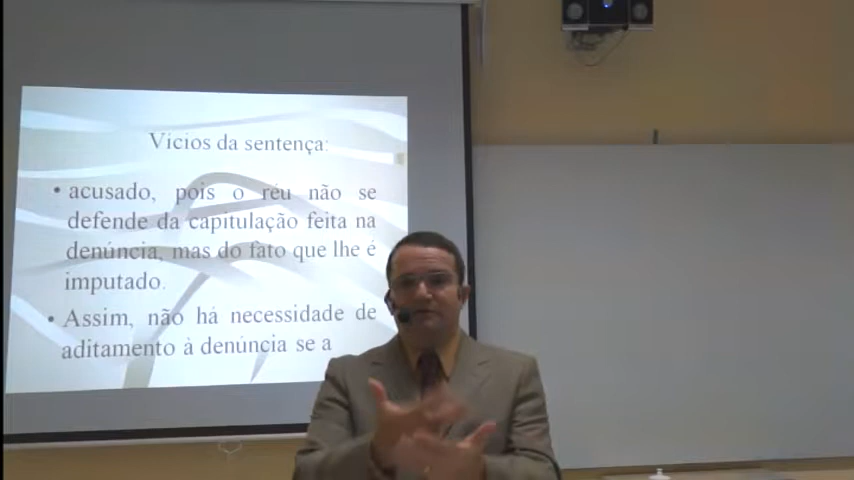 Vícios da sentença:
• acusado, pois o réu não se
defende da capitulação feita na
denúncia, mas do fato que lhe é
imputado.
• Assim, não há necessidade de
aditamento à denúncia se a